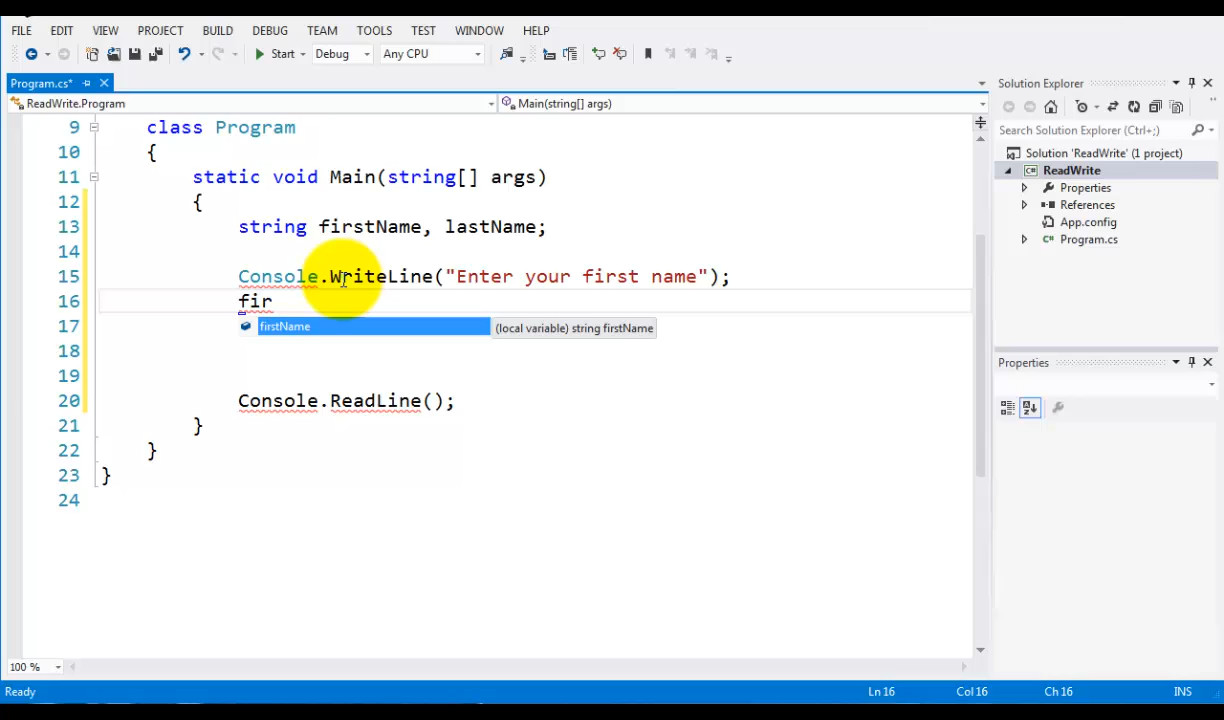 FILE EDIT VIEW PROJECT BUILD DEBUG TEAM TOOLS TEST WINDOW HELP
Start Debug Any CPU
Program.cs*
ReadWrite.Program Main(string[] args)
9 class Program
10 {
11 static void Main(string[] args)
12 {
13 string firstName, lastName;
14
15 Console.WriteLine("Enter your first name");
16 fir
17 firstName (local variable) string firstName
18
19
20 Console.ReadLine();
21 }
22 }
23 }
24
100 %
Ready Ln 16 Col 16 Ch 16 INS
Solution Explorer
Search Solution Explorer (Ctrl+;)
Solution 'ReadWrite' (1 project)
C# ReadWrite
Properties
References
App.config
C# Program.cs
Properties